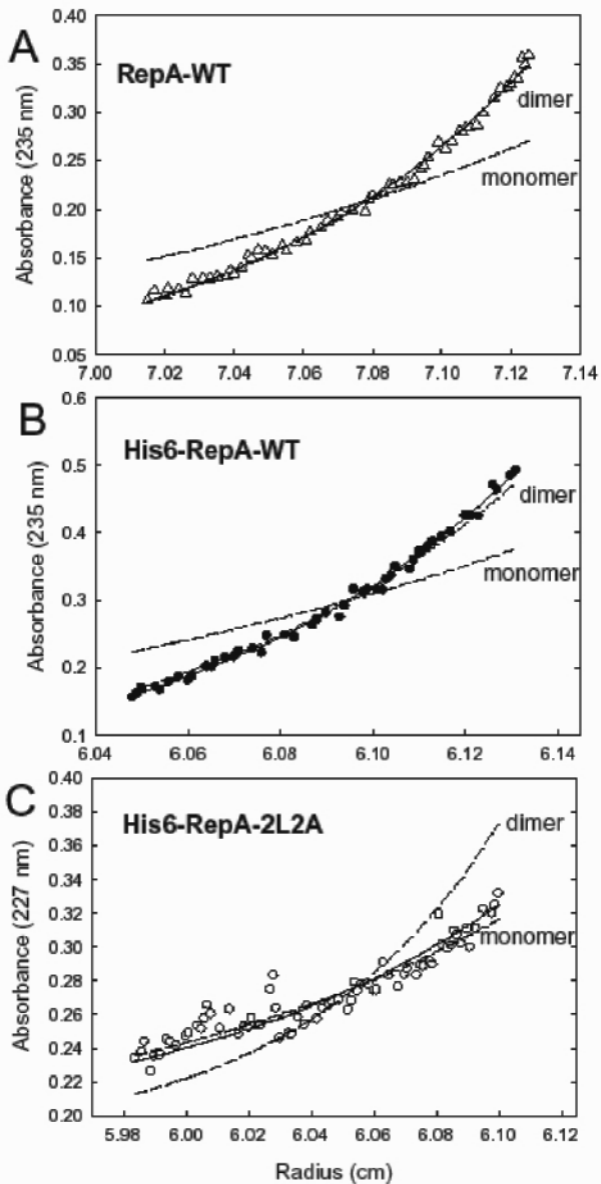 A
RepA-WT
dimer
monomer
Absorbance (235 nm)
0.40
0.35
0.30
0.25
0.20
0.15
0.10
0.05
7.00 7.02 7.04 7.06 7.08 7.10 7.12 7.14
B
His6-RepA-WT
dimer
monomer
Absorbance (235 nm)
0.6
0.5
0.4
0.3
0.2
0.1
6.04 6.06 6.08 6.10 6.12 6.14
C
His6-RepA-2L2A
dimer
monomer
Absorbance (227 nm)
0.40
0.38
0.36
0.34
0.32
0.30
0.28
0.26
0.24
0.22
0.20
5.98 6.00 6.02 6.04 6.06 6.08 6.10 6.12
Radius (cm)